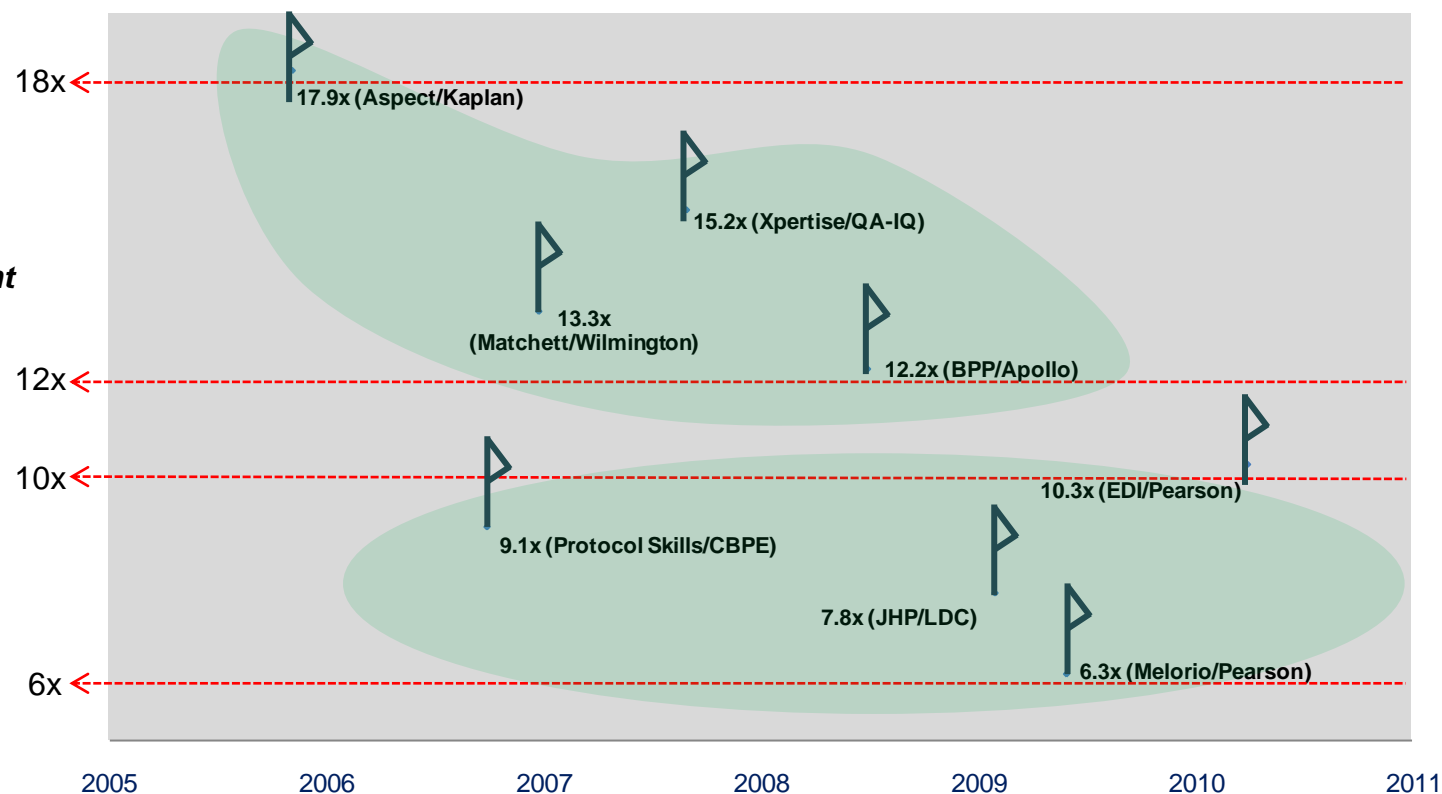 18x
17.9x (Aspect/Kaplan)
15.2x (Xpertise/QA-IQ)
13.3x
(Matchett/Wilmington)
12.2x (BPP/Apollo)
12x
10x
10.3x (EDI/Pearson)
9.1x (Protocol Skills/CBPE)
7.8x (JHP/LDC)
6.3x (Melorio/Pearson)
6x
2005 2006 2007 2008 2009 2010 2011